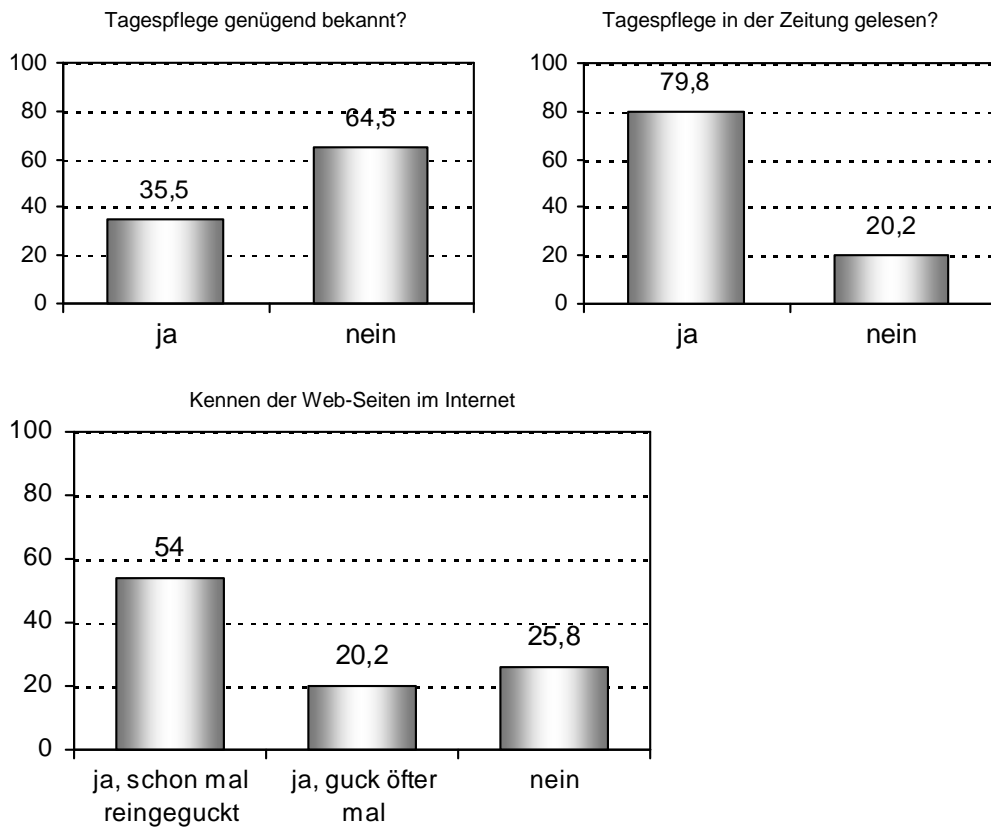 Tagespflege genügend bekannt?
100
80
60
40
20
0
35,5
64,5
ja
nein
Tagespflege in der Zeitung gelesen?
100
80
60
40
20
0
79,8
20,2
ja
nein
Kennen der Web-Seiten im Internet
100
80
60
40
20
0
54
20,2
25,8
ja, schon mal
reingeguckt
ja, guck öfter
mal
nein